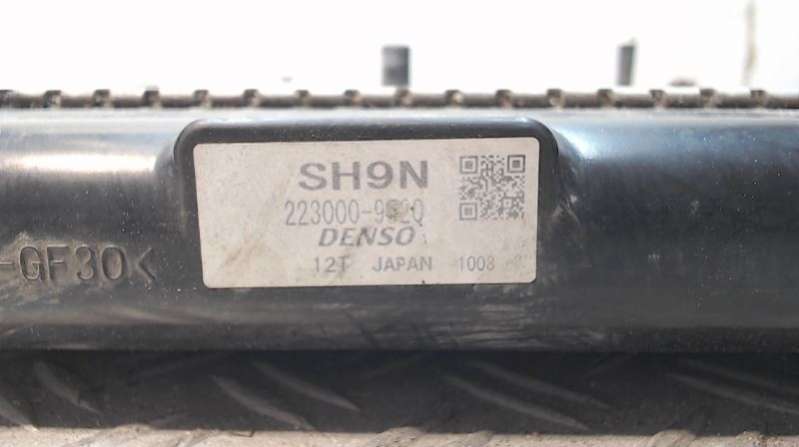 SH9N
DENSO
12T JAPAN 1003
-GF30<